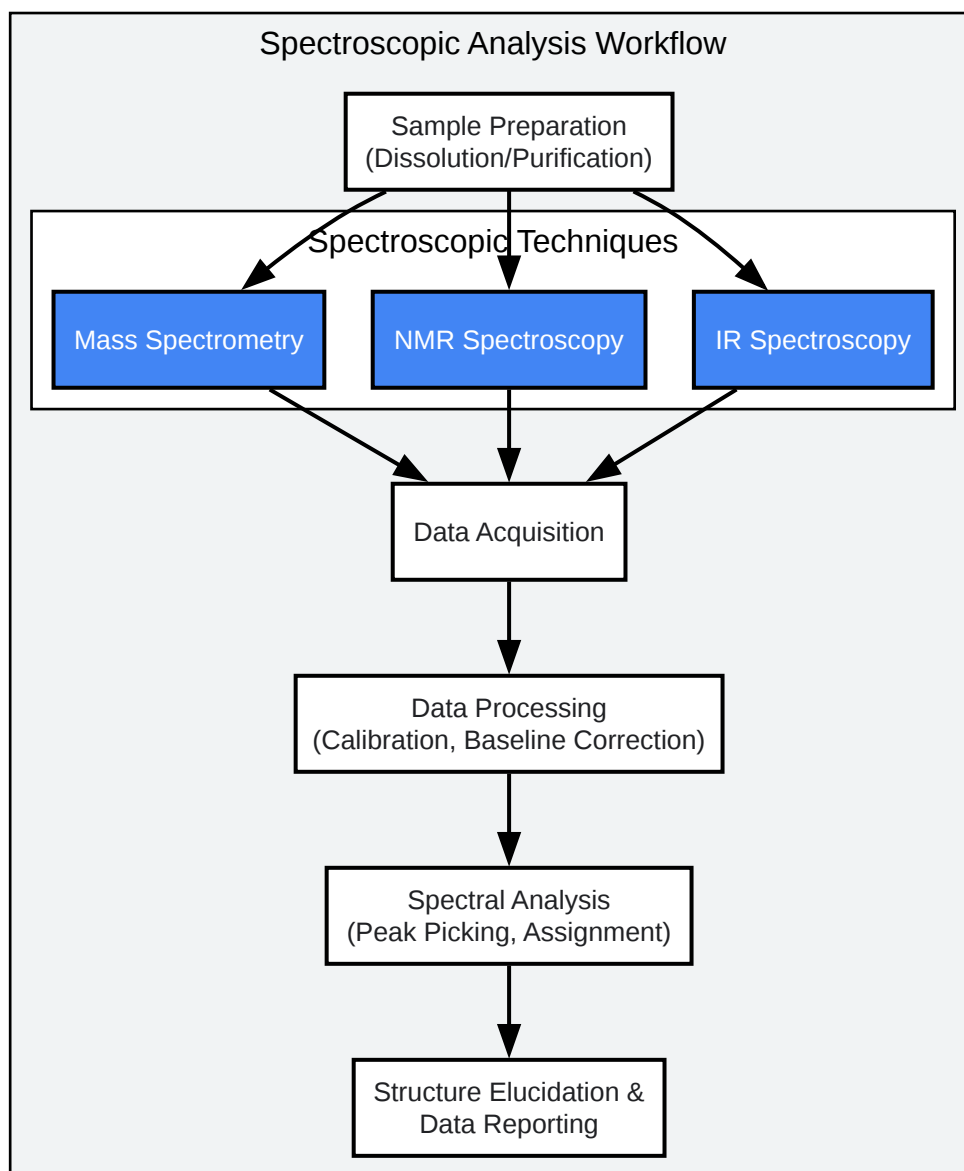 Spectroscopic Analysis Workflow
Sample Preparation
(Dissolution/Purification)
Spectroscopic Techniques
Mass Spectrometry
NMR Spectroscopy
IR Spectroscopy
Data Acquisition
Data Processing
(Calibration, Baseline Correction)
Spectral Analysis
(Peak Picking, Assignment)
Structure Elucidation &
Data Reporting